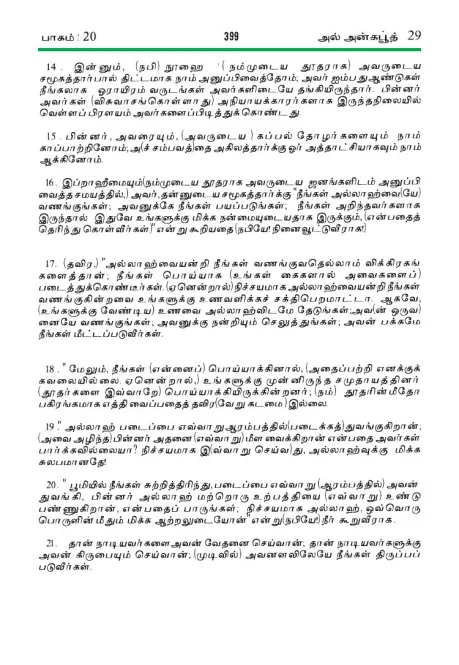 பாகம் : 20 399 அல் அன்கபூத் 29
14 . இன்னும், (நபி) நூஹை ( நம்முடைய தூதராக) அவருடைய
சமூகத்தார்பால் திட்டமாக நாம் அனுப்பிவைத்தோம்; அவர் ஐம்பதுஆண்டுகள்
நீங்கலாக ஓராயிரம் வருடங்கள் அவர்களிடையே தங்கியிருந்தார். பின்னர்
அவர்கள் (விசுவாசங்கொள்ளாது) அநியாயக்காரர்களாக இருந்தநிலையில்
வெள்ளப் பிரளயம் அவர்களைப்பிடித்துக்கொண்டது.
15 . பின்னர், அவரையும், (அவருடைய ) கப்பல் தோழர்களையும் நாம்
காப்பாற்றினோம்;அ(ச் சம்பவத்)தை அகிலத்தார்க்கு ஓர் அத்தாட்சியாகவும் நாம்
ஆக்கினோம்.
16. இப்றாஹீமையும்(நம்முடைய தூதராக அவருடைய ஜனங்களிடம் அனுப்பி
வைத்த சமயத்தில்,) அவர், தன்னுடைய சமூகத்தார்க்கு "நீங்கள் அல்லாஹ்வை(யே)
வணங்குங்கள்; அவனுக்கே நீங்கள் பயப்படுங்கள்; நீங்கள் அறிந்தவர்களாக
இருந்தால் இதுவே உங்களுக்கு மிக்க நன்மையுடையதாக இருக்கும், (என்பதைத்
தெரிந்து கொள்வீர்கள்)" என்று கூறியதை (நபியே! நினைவூட்டுவீராக!)
17. (தவிர,) "அல்லாஹ்வையன்றி நீங்கள் வணங்குவதெல்லாம் விக்கிரகங்
களைத்தான்; நீங்கள் பொய்யாக (உங்கள் கைகளால் அவைகளைப்)
படைத்துக்கொண்டீர்கள். (ஏனென்றால்) நிச்சயமாக அல்லாஹ்வையன்றி நீங்கள்
வணங்குகின்றவை உங்களுக்கு உணவளிக்கச் சக்திபெறமாட்டா. ஆகவே,
(உங்களுக்கு வேண்டிய) உணவை அல்லாஹ்விடமே தேடுங்கள்;அவ(ன் ஒருவ)
னையே வணங்குங்கள்; அவனுக்கு நன்றியும் செலுத்துங்கள்; அவன் பக்கமே
நீங்கள் மீட்டப்படுவீர்கள்.
18 . " மேலும், நீங்கள் (என்னைப்) பொய்யாக்கினால், (அதைப்பற்றி எனக்குக்
கவலையில்லை. ஏனென்றால்,) உங்களுக்கு முன்னிருந்த சமுதாயத்தினர்
(தூதர்களை இவ்வாறே) பொய்யாக்கியிருக்கின்றனர்; (நம்) தூதரின்மீதோ
பகிரங்கமாக எத்திவைப்பதைத்தவிர(வேறு கடமை) இல்லை.
19 ." அல்லாஹ் படைப்பை எவ்வாறு ஆரம்பத்தில்(படைக்கத்)துவங்குகிறான்;
(அவை அழிந்த)பின்னர் அதனை(எவ்வாறு)மீள வைக்கிறான் என்பதை அவர்கள்
பார்க்கவில்லையா? நிச்சயமாக இ(வ்வாறு செய்வ)து, அல்லாஹ்வுக்கு மிக்க
சுலபமானதே!
20. " பூமியில் நீங்கள் சுற்றித்திரிந்து,படைப்பை எவ்வாறு (ஆரம்பத்தில்) அவன்
துவங்கி, பின்னர் அல்லாஹ் மற்றொரு உற்பத்தியை (எவ்வாறு) உண்டு
பண்ணுகிறான், என்பதைப் பாருங்கள்; நிச்சயமாக அல்லாஹ், ஒவ்வொரு
பொருளின் மீதும் மிக்க ஆற்றலுடையோன்" என்று(நபியே!)நீர் கூறுவீராக.
21. தான் நாடியவர்களைஅவன் வேதனை செய்வான்; தான் நாடியவர்களுக்கு
அவன் கிருபையும் செய்வான்; (முடிவில்) அவனளவிலேயே நீங்கள் திருப்பப்
படுவீர்கள்.